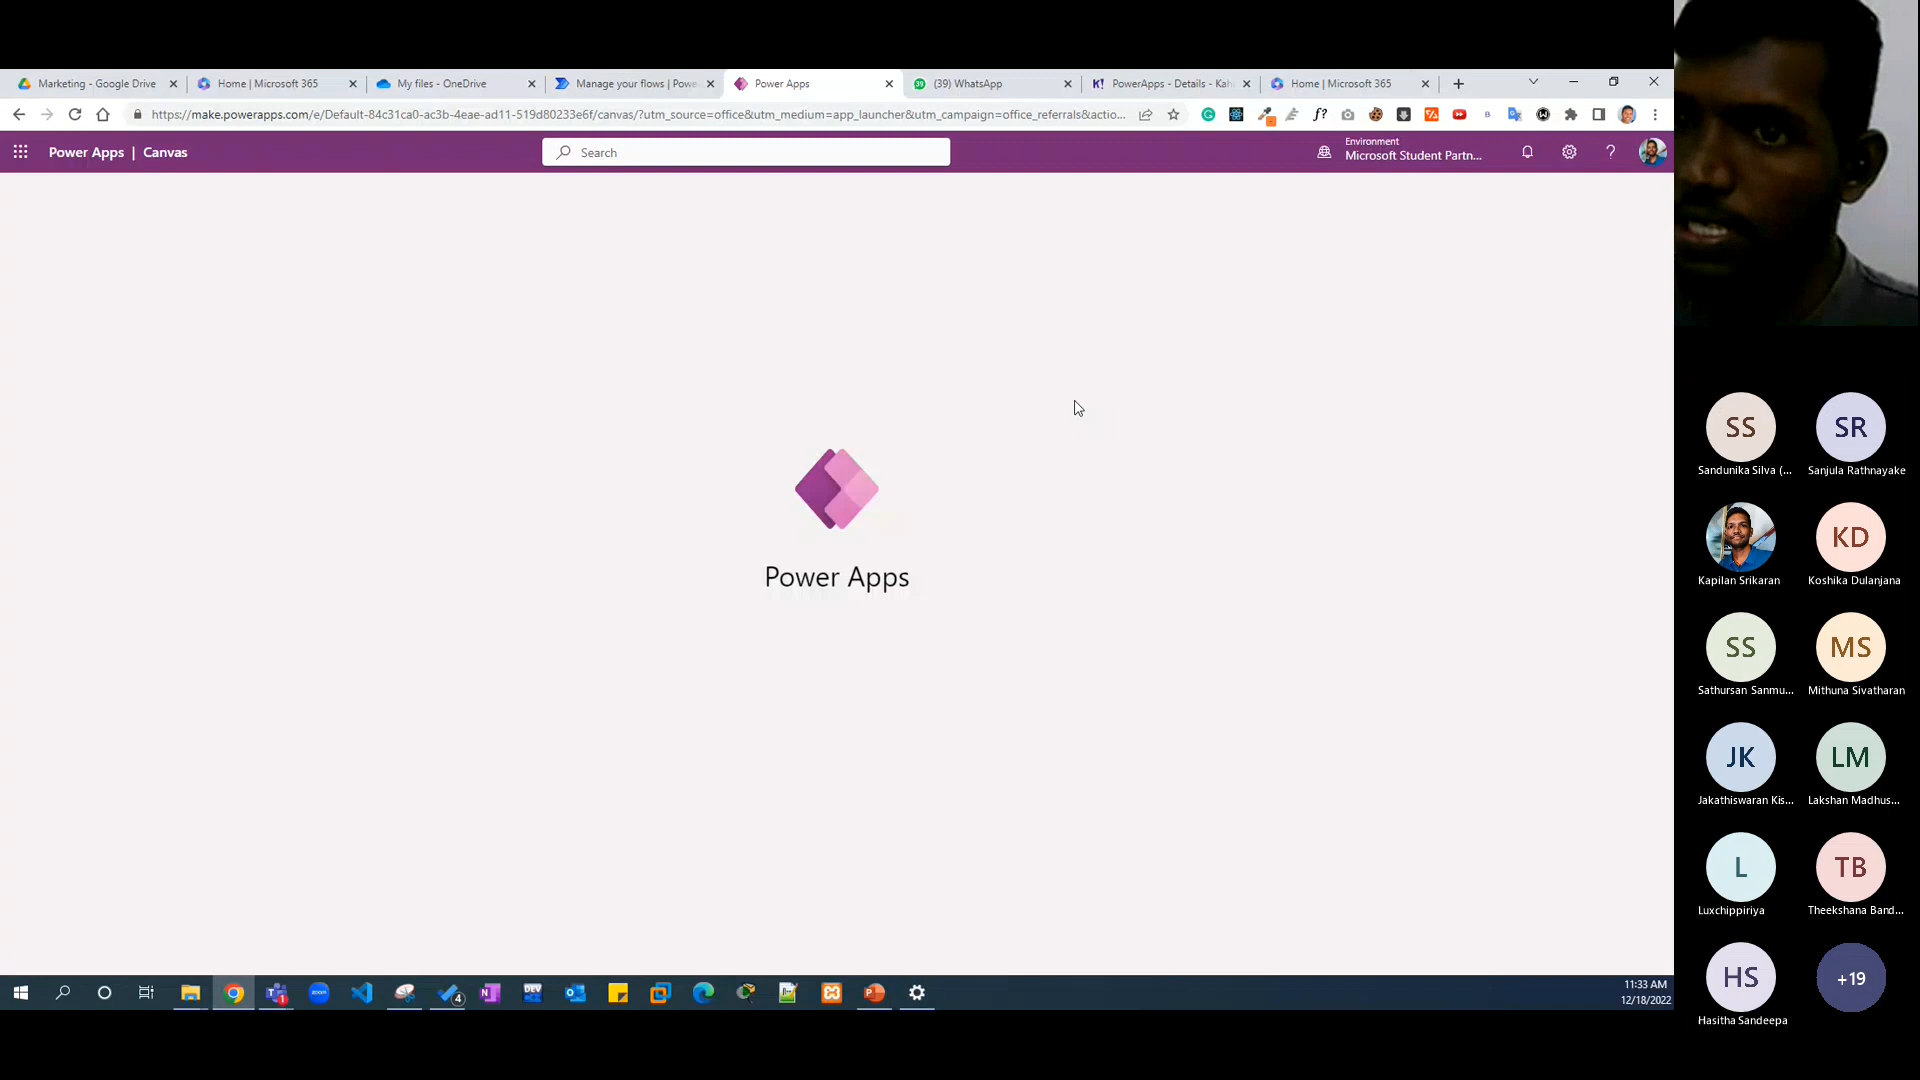 Marketing - Google Drive
Home | Microsoft 365
My files - OneDrive
Manage your flows | Powe
Power Apps
(39) WhatsApp
PowerApps - Details - Kah
Home | Microsoft 365
https://make.powerapps.com/e/Default-84c31ca0-ac3b-4eae-ad11-519d80233e6f/canvas/?utm_source=office&utm_medium=app_launcher&utm_campaign=office_referrals&actio...
Power Apps | Canvas
Search
Environment
Microsoft Student Partn...
Power Apps
11:33 AM
12/18/2022
SS
Sandunika Silva (...
SR
Sanjula Rathnayake
Kapilan Srikaran
KD
Koshika Dulanjana
SS
Sathursan Sanmu...
MS
Mithuna Sivatharan
JK
Jakathiswaran Kis...
LM
Lakshan Madhus...
L
Luxchippiriya
TB
Theekshana Band...
HS
Hasitha Sandeepa
+19